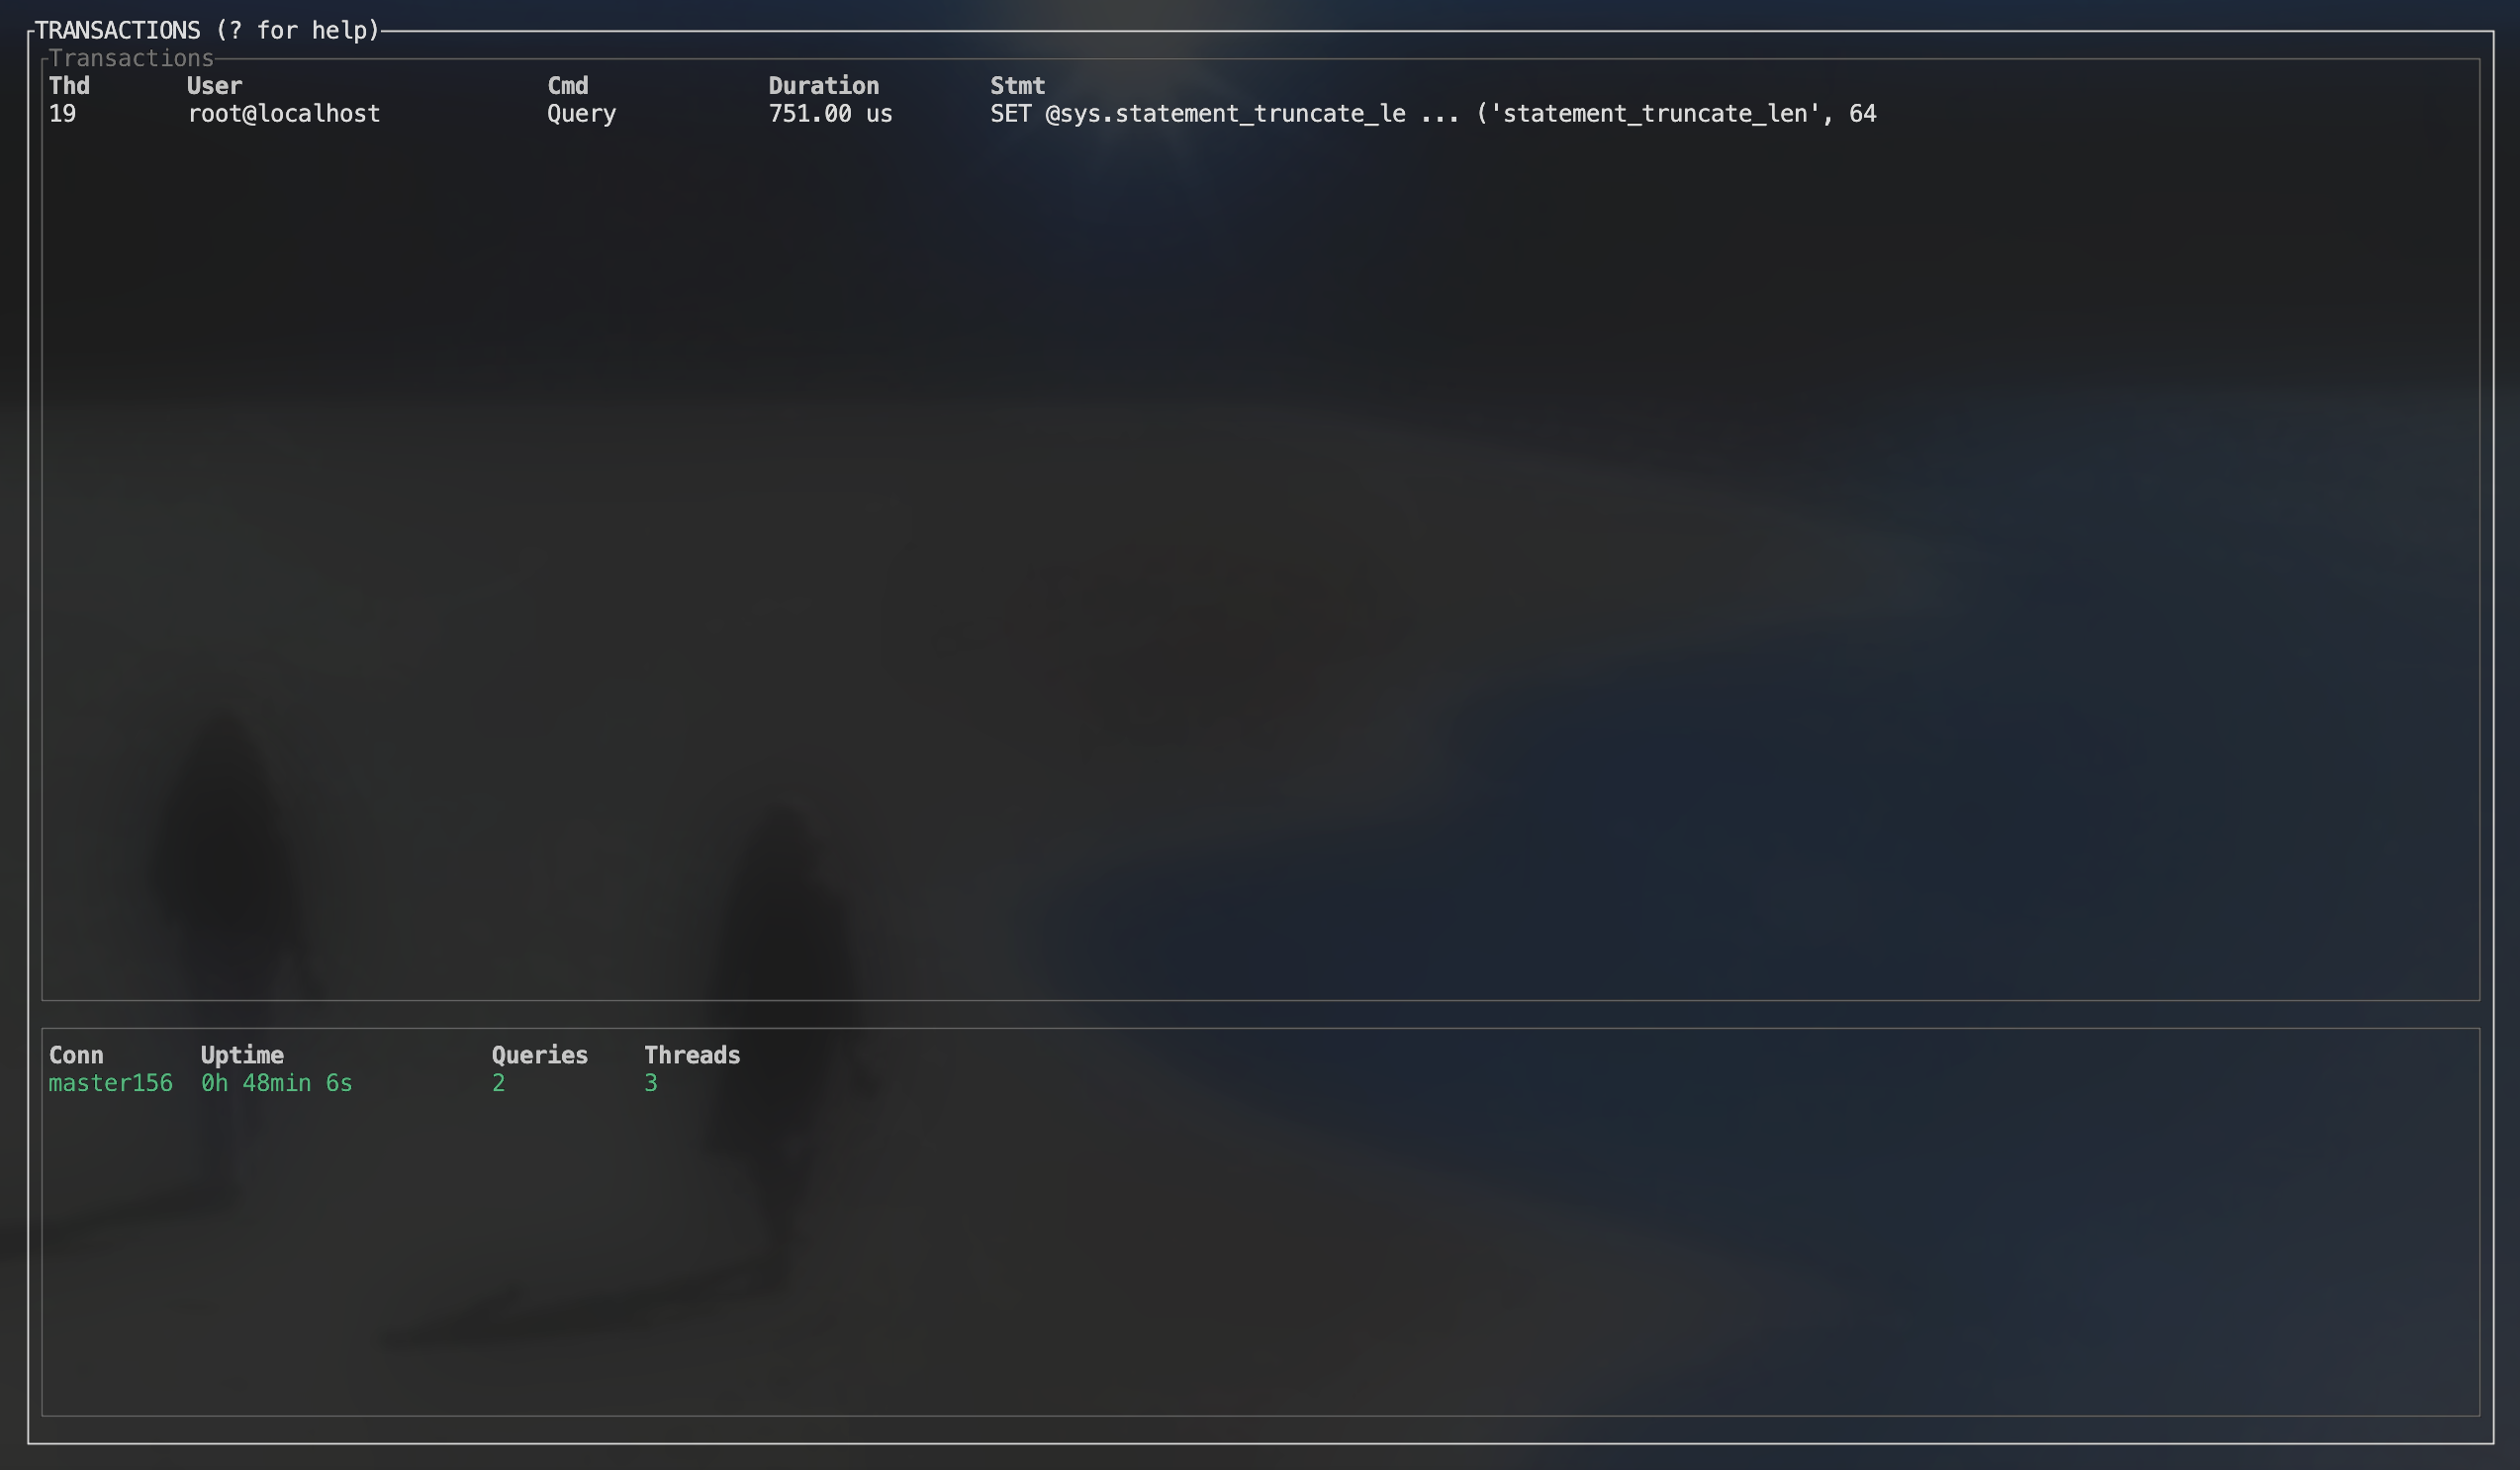 TRANSACTIONS (? for help)
Transactions
Thd User Cmd Duration Stmt
19 root@localhost Query 751.00 us SET @sys.statement_truncate_le ... ('statement_truncate_len', 64
Conn Uptime Queries Threads
master156 0h 48min 6s 2 3